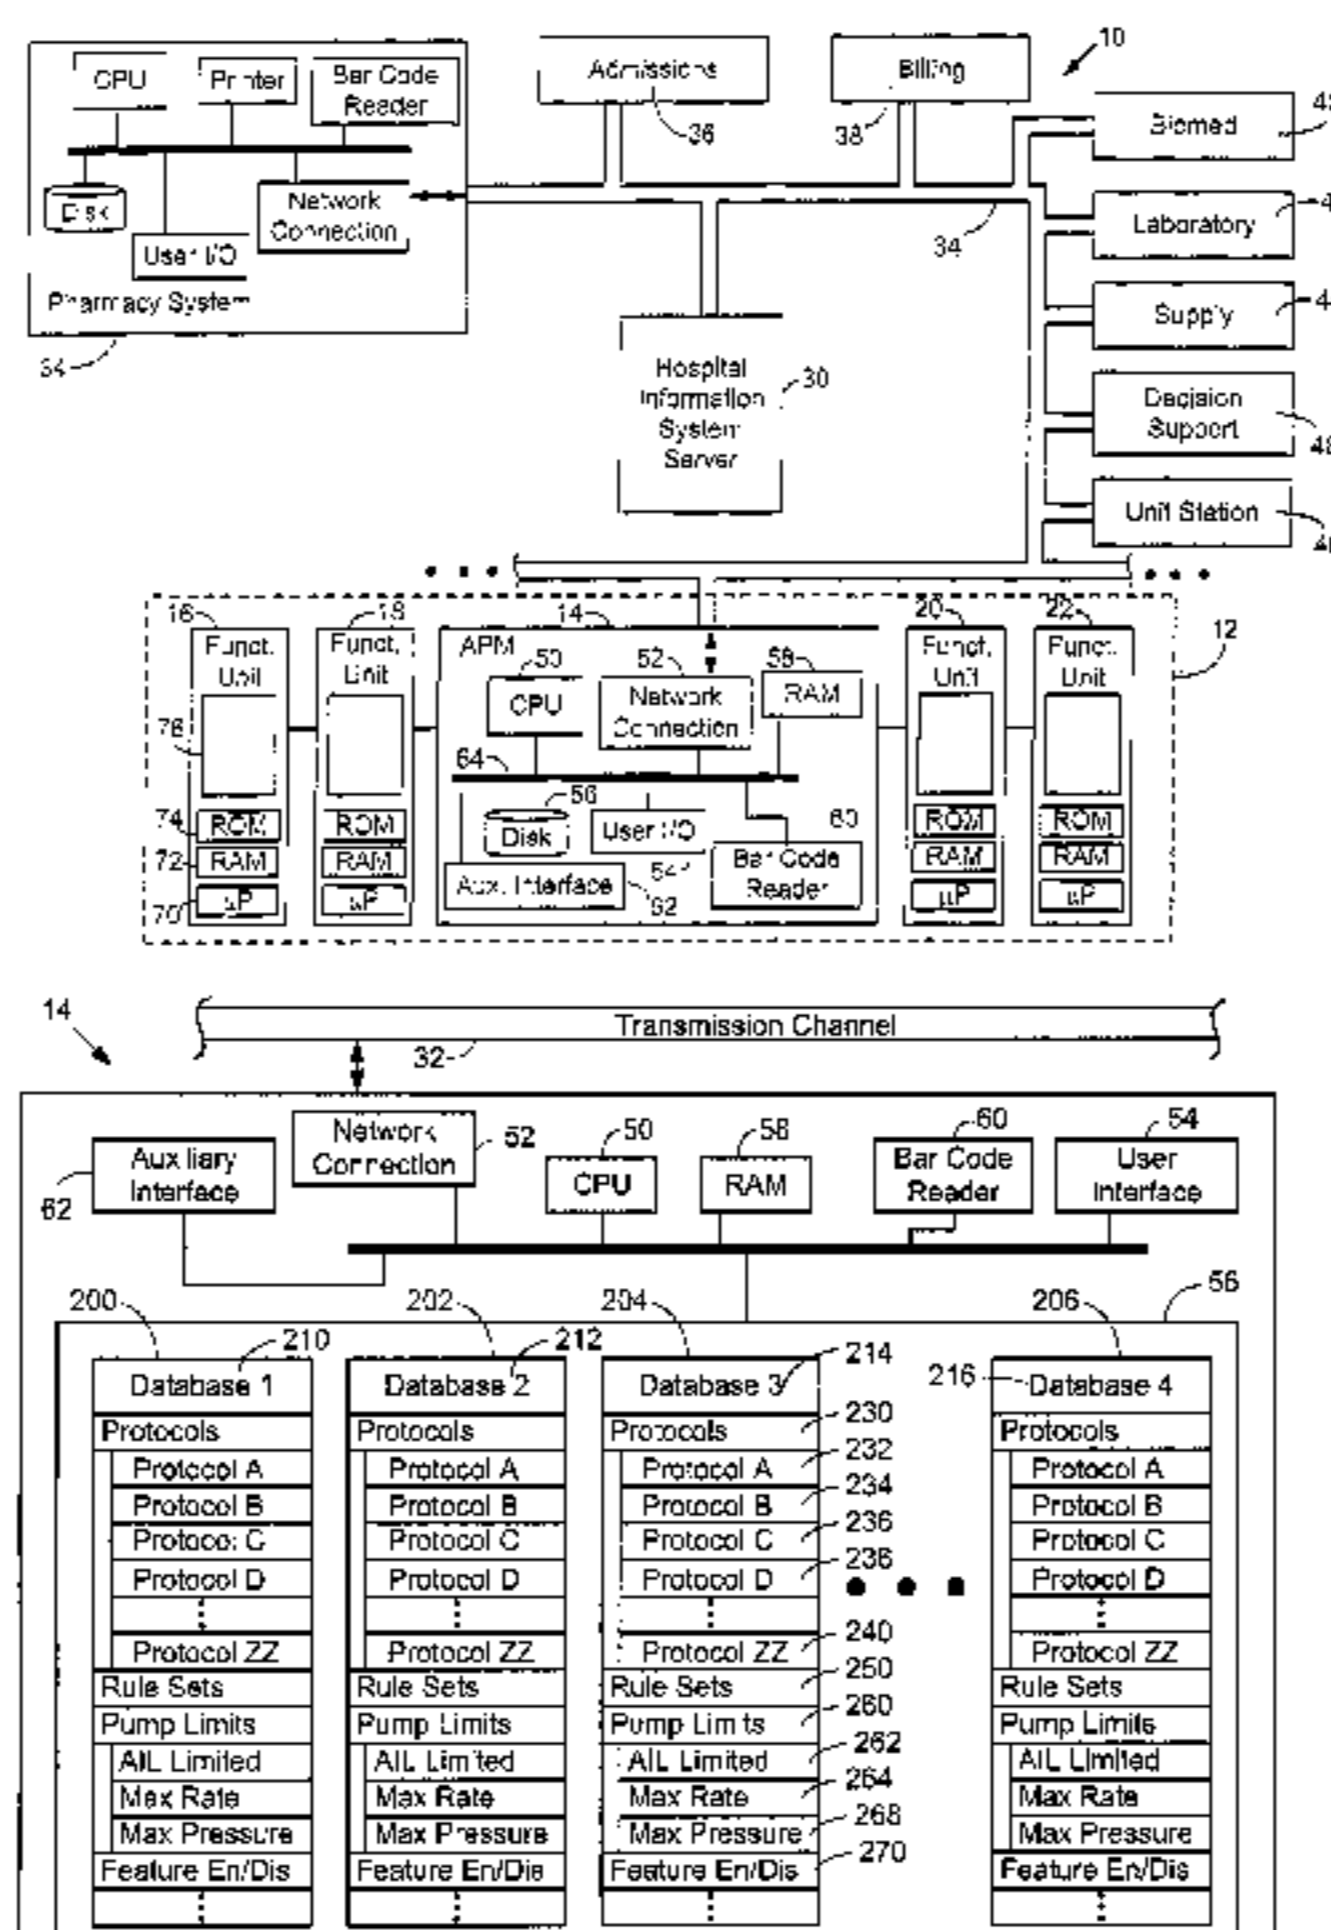 10
CPU
Printer
Bar Code
Reader
Disk
Network
Connection
User I/O
Pharmacy System
34
Admissions
36
Billing
38
Biomed
Laboratory
34
Supply
Decision
Support
Unit Station
Hospital
Information
System
Server
30
12
16
Funct.
Unit
76
74
ROM
72
RAM
70
µP
18
Funct.
Unit
ROM
RAM
µP
14
APM
50
CPU
52
Network
Connection
58
RAM
64
56
Disk
User I/O
54
60
Bar Code
Reader
Aux. Interface
62
20
Funct.
Unit
ROM
RAM
µP
22
Funct.
Unit
ROM
RAM
µP
14
Transmission Channel
32
Auxiliary
Interface
62
Network
Connection
52
50
CPU
58
RAM
60
Bar Code
Reader
54
User
Interface
56
200
210
Database 1
Protocols
Protocol A
Protocol B
Protocol C
Protocol D
Protocol ZZ
Rule Sets
Pump Limits
AIL Limited
Max Rate
Max Pressure
Feature En/Dis
202
212
Database 2
Protocols
Protocol A
Protocol B
Protocol C
Protocol D
Protocol ZZ
Rule Sets
Pump Limits
AIL Limited
Max Rate
Max Pressure
Feature En/Dis
204
214
Database 3
Protocols 230
Protocol A 232
Protocol B 234
Protocol C 236
Protocol D 236
Protocol ZZ 240
Rule Sets 250
Pump Limits 260
AIL Limited 262
Max Rate 264
Max Pressure 268
Feature En/Dis 270
206
216
Database 4
Protocols
Protocol A
Protocol B
Protocol C
Protocol D
Protocol ZZ
Rule Sets
Pump Limits
AIL Limited
Max Rate
Max Pressure
Feature En/Dis